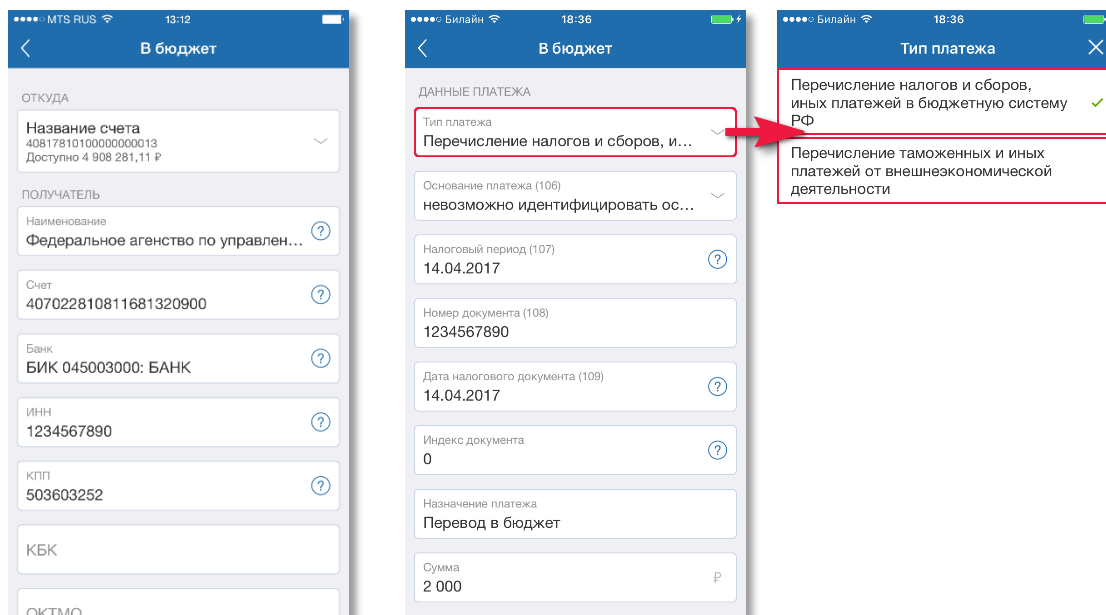 MTS RUS 13:12
В бюджет
ОТКУДА
Название счета
40817810100000000013
Доступно 4 908 281,11 ₽
ПОЛУЧАТЕЛЬ
Наименование
Федеральное агенство по управлен...
?
Счет
407022810811681320900
?
Банк
БИК 045003000: БАНК
?
ИНН
1234567890
?
КПП
503603252
?
КБК
ОКТМО
Билайн 18:36
В бюджет
ДАННЫЕ ПЛАТЕЖА
Тип платежа
Перечисление налогов и сборов, и...
Основание платежа (106)
невозможно идентифицировать ос...
Налоговый период (107)
14.04.2017
?
Номер документа (108)
1234567890
Дата налогового документа (109)
14.04.2017
?
Индекс документа
0
?
Назначение платежа
Перевод в бюджет
Сумма
2 000 ₽
Билайн 18:36
Тип платежа
Перечисление налогов и сборов,
иных платежей в бюджетную систему
РФ
Перечисление таможенных и иных
платежей от внешнеэкономической
деятельности